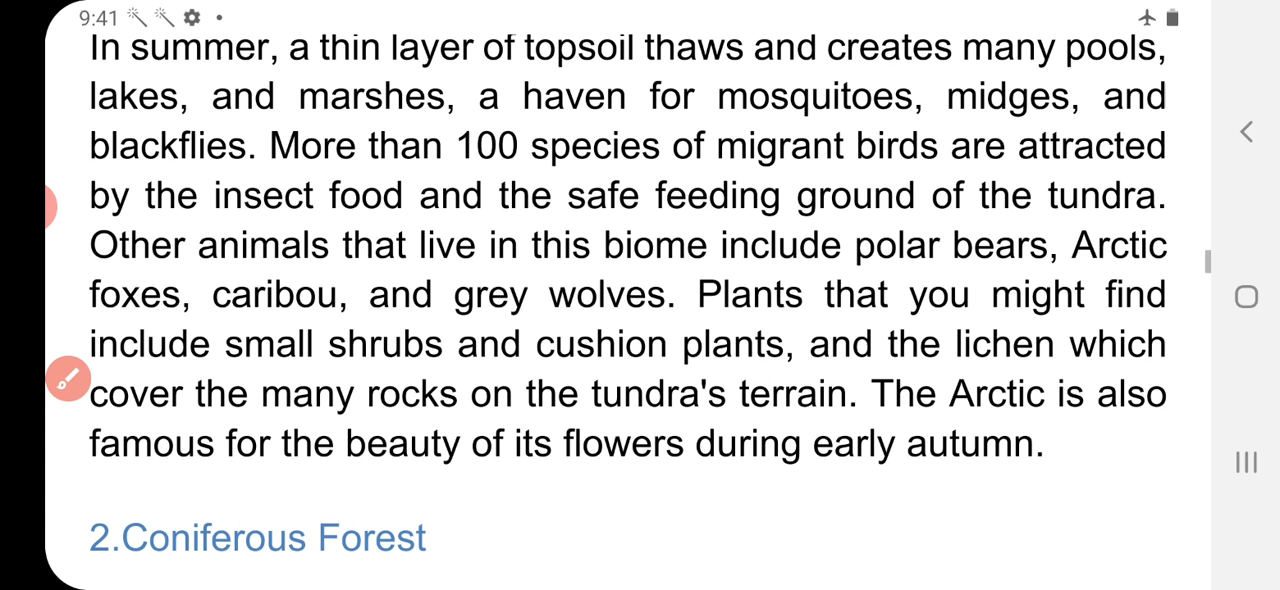 9:41
In summer, a thin layer of topsoil thaws and creates many pools,
lakes, and marshes, a haven for mosquitoes, midges, and
blackflies. More than 100 species of migrant birds are attracted
by the insect food and the safe feeding ground of the tundra.
Other animals that live in this biome include polar bears, Arctic
foxes, caribou, and grey wolves. Plants that you might find
include small shrubs and cushion plants, and the lichen which
cover the many rocks on the tundra's terrain. The Arctic is also
famous for the beauty of its flowers during early autumn.
2.Coniferous Forest